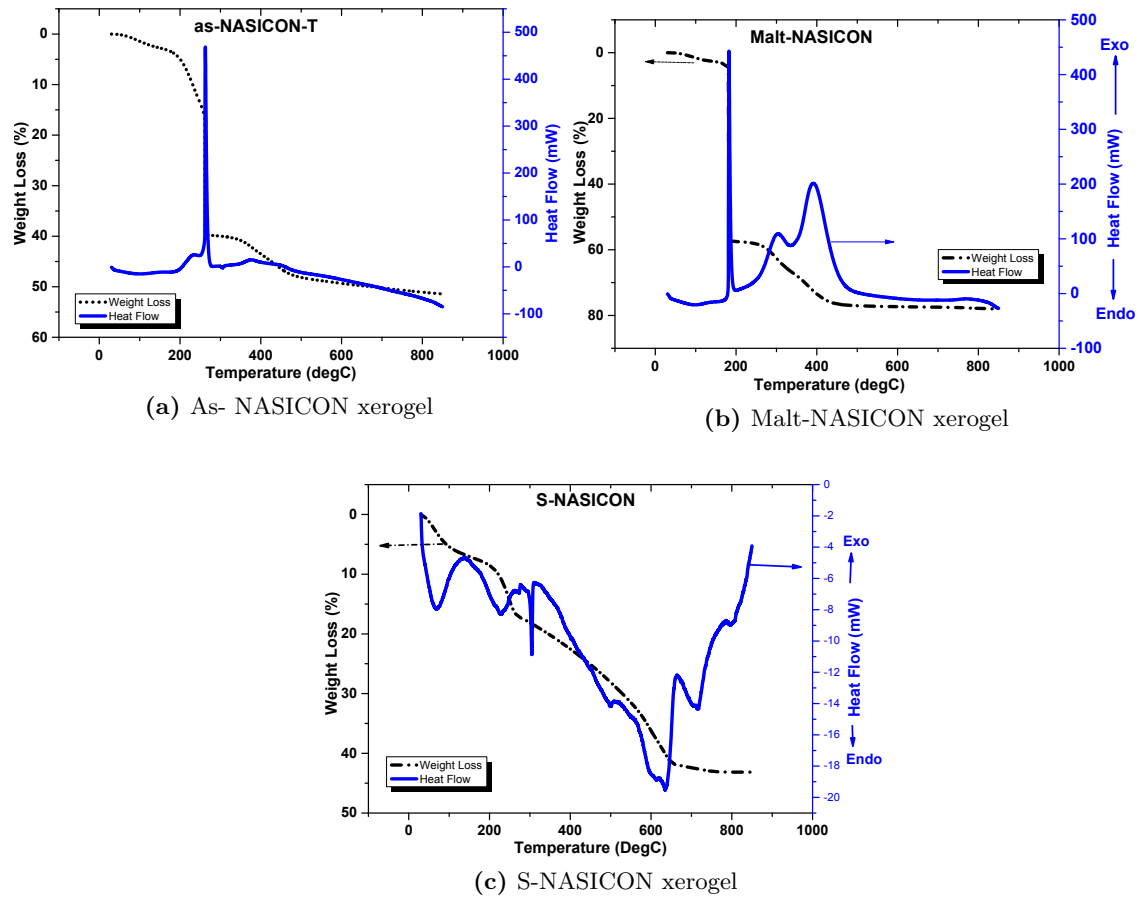 as-NASICON-T
0
10
20
30
40
50
60
Weight Loss (%)
500
400
300
200
100
0
-100
Heat Flow (mW)
Weight Loss
Heat Flow
0 200 400 600 800 1000
Temperature (degC)
(a) As- NASICON xerogel
Malt-NASICON
0
20
40
60
80
Weight Loss (%)
500
400
300
200
100
0
-100
Exo
Heat Flow (mW)
Endo
Weight Loss
Heat Flow
0 200 400 600 800 1000
Temperature (degC)
(b) Malt-NASICON xerogel
S-NASICON
0
10
20
30
40
50
Weight Loss (%)
0
-2
-4
-6
-8
-10
-12
-14
-16
-18
-20
Exo
Heat Flow (mW)
Endo
Weight Loss
Heat Flow
0 200 400 600 800 1000
Temperature (DegC)
(c) S-NASICON xerogel